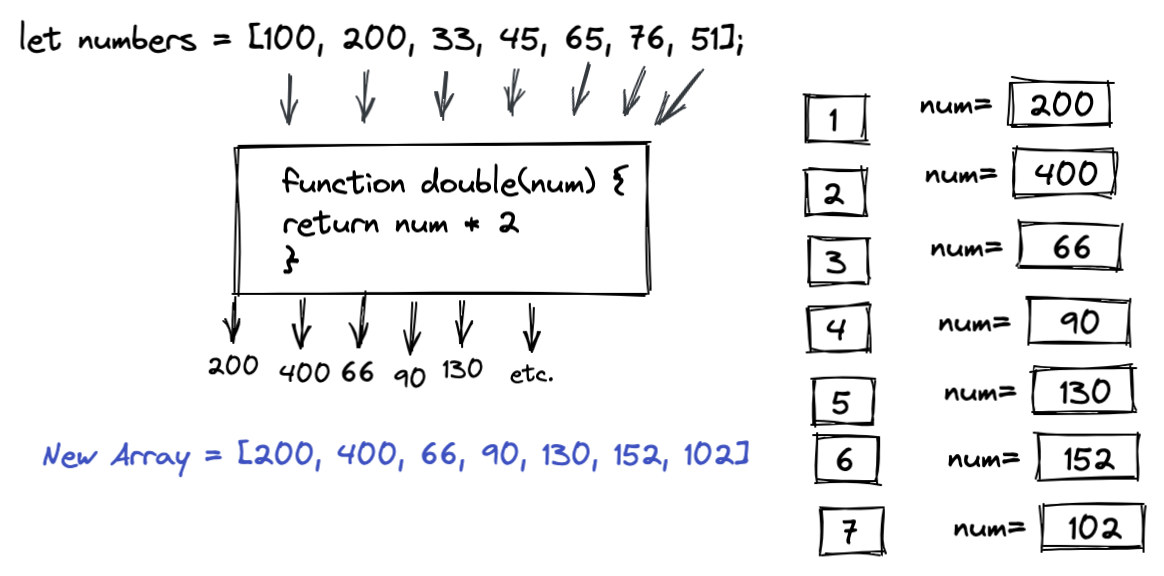 let numbers = [100, 200, 33, 45, 65, 76, 51];
function double(num) {
return num * 2
}
200 400 66 90 130 etc.
New Array = [200, 400, 66, 90, 130, 152, 102]
1 num= 200
2 num= 400
3 num= 66
4 num= 90
5 num= 130
6 num= 152
7 num= 102